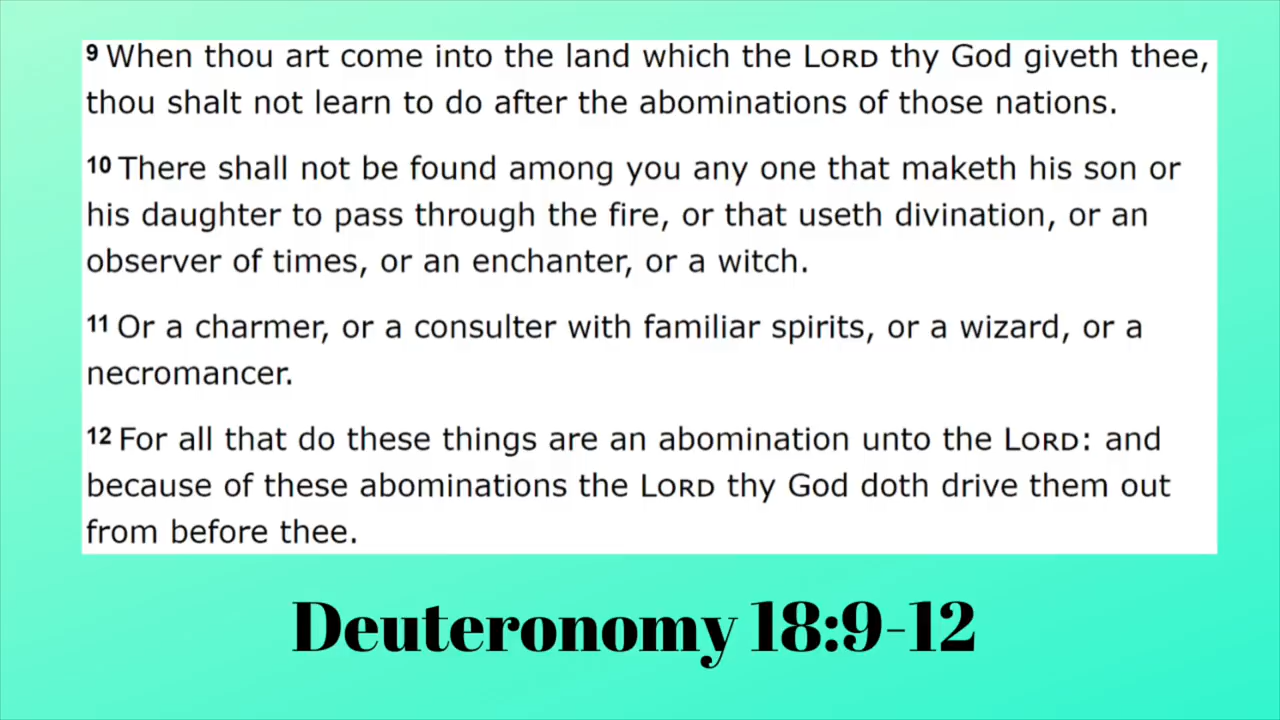 9 When thou art come into the land which the LORD thy God giveth thee,
thou shalt not learn to do after the abominations of those nations.
10 There shall not be found among you any one that maketh his son or
his daughter to pass through the fire, or that useth divination, or an
observer of times, or an enchanter, or a witch.
11 Or a charmer, or a consulter with familiar spirits, or a wizard, or a
necromancer.
12 For all that do these things are an abomination unto the LORD: and
because of these abominations the LORD thy God doth drive them out
from before thee.
Deuteronomy 18:9-12